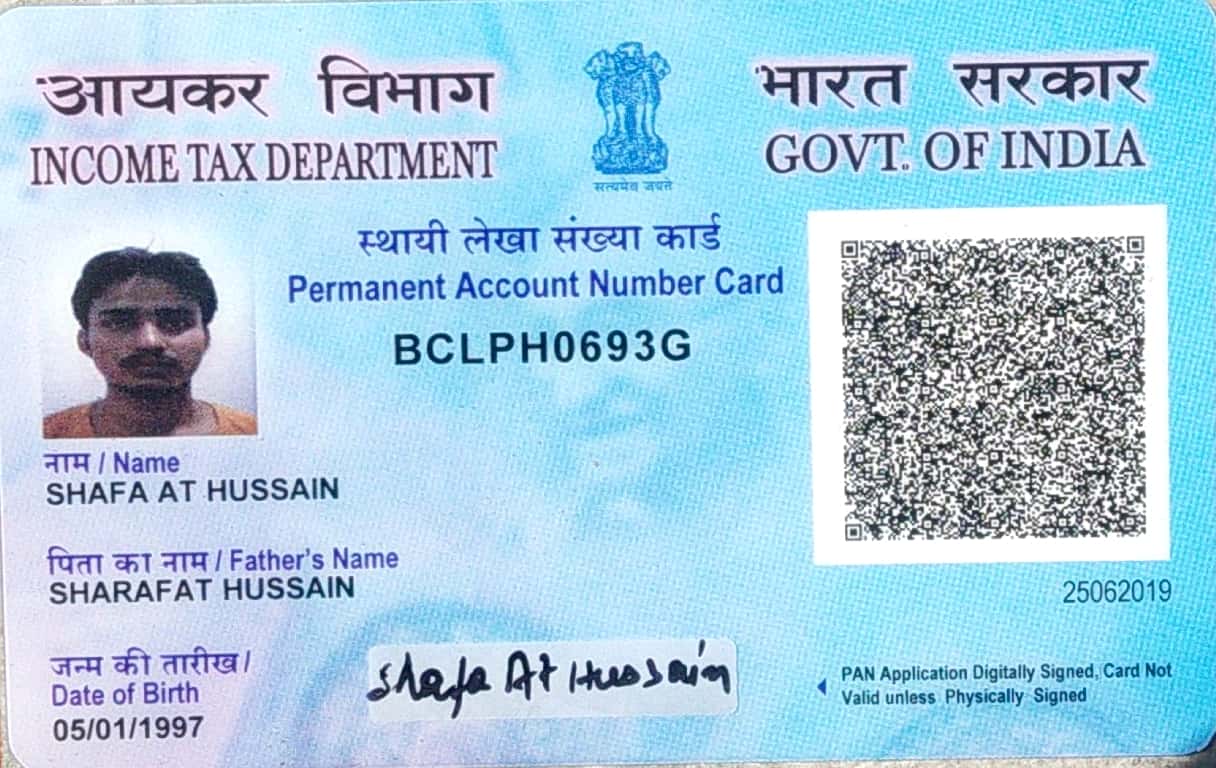 आयकर विभाग
INCOME TAX DEPARTMENT
सत्यमेव जयते
भारत सरकार
GOVT. OF INDIA
स्थायी लेखा संख्या कार्ड
Permanent Account Number Card
BCLPH0693G
नाम / Name
SHAFA AT HUSSAIN
पिता का नाम / Father's Name
SHARAFAT HUSSAIN
25062019
जन्म की तारीख/
Date of Birth
05/01/1997
Shafa At Hussain
PAN Application Digitally Signed, Card Not
Valid unless Physically Signed